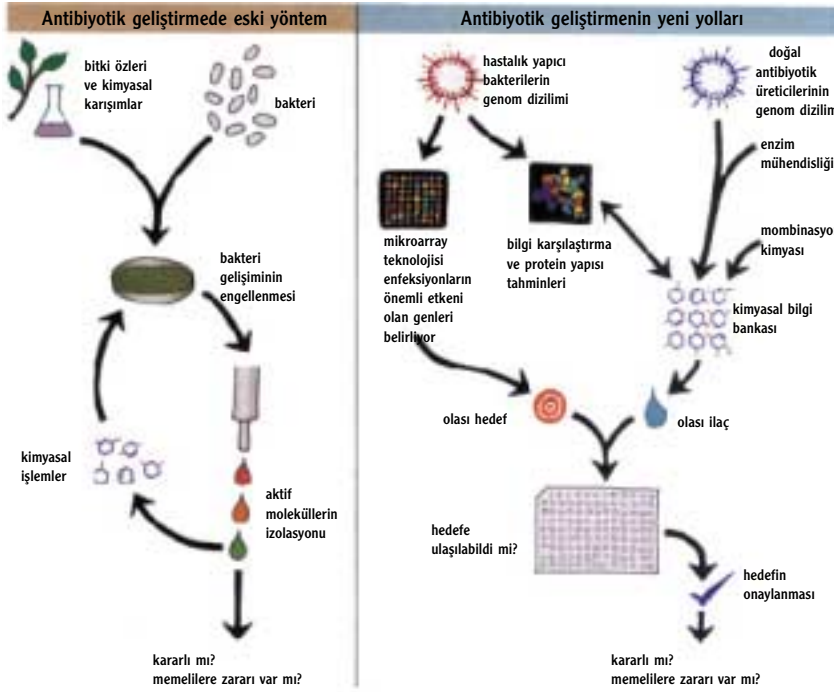 Antibiyotik geliştirmede eski yöntem
bitki özleri
ve kimyasal
karışımlar
bakteri
bakteri
gelişiminin
engellenmesi
kimyasal
işlemler
aktif
moleküllerin
izolasyonu
kararlı mı?
memelilere zararı var mı?
Antibiyotik geliştirmenin yeni yolları
hastalık yapıcı
bakterilerin
genom dizilimi
doğal
antibiyotik
üreticilerinin
genom dizilim
enzim
mühendisliği
mombinasyo
kimyası
mikroarray
teknolojisi
enfeksiyonların
önemli etkeni
olan genleri
belirliyor
bilgi karşılaştırma
ve protein yapısı
tahminleri
kimyasal bilgi
bankası
olası hedef
olası ilaç
hedefe
ulaşılabildi mi?
hedefin
onaylanması
kararlı mı?
memelilere zararı var mı?